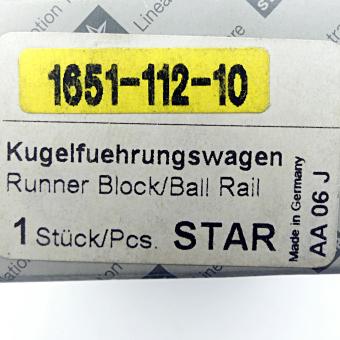 1651-112-10
Kugelfuehrungswagen
Runner Block/Ball Rail
1 Stück/Pcs. STAR
Made in Germany
AA 06 J